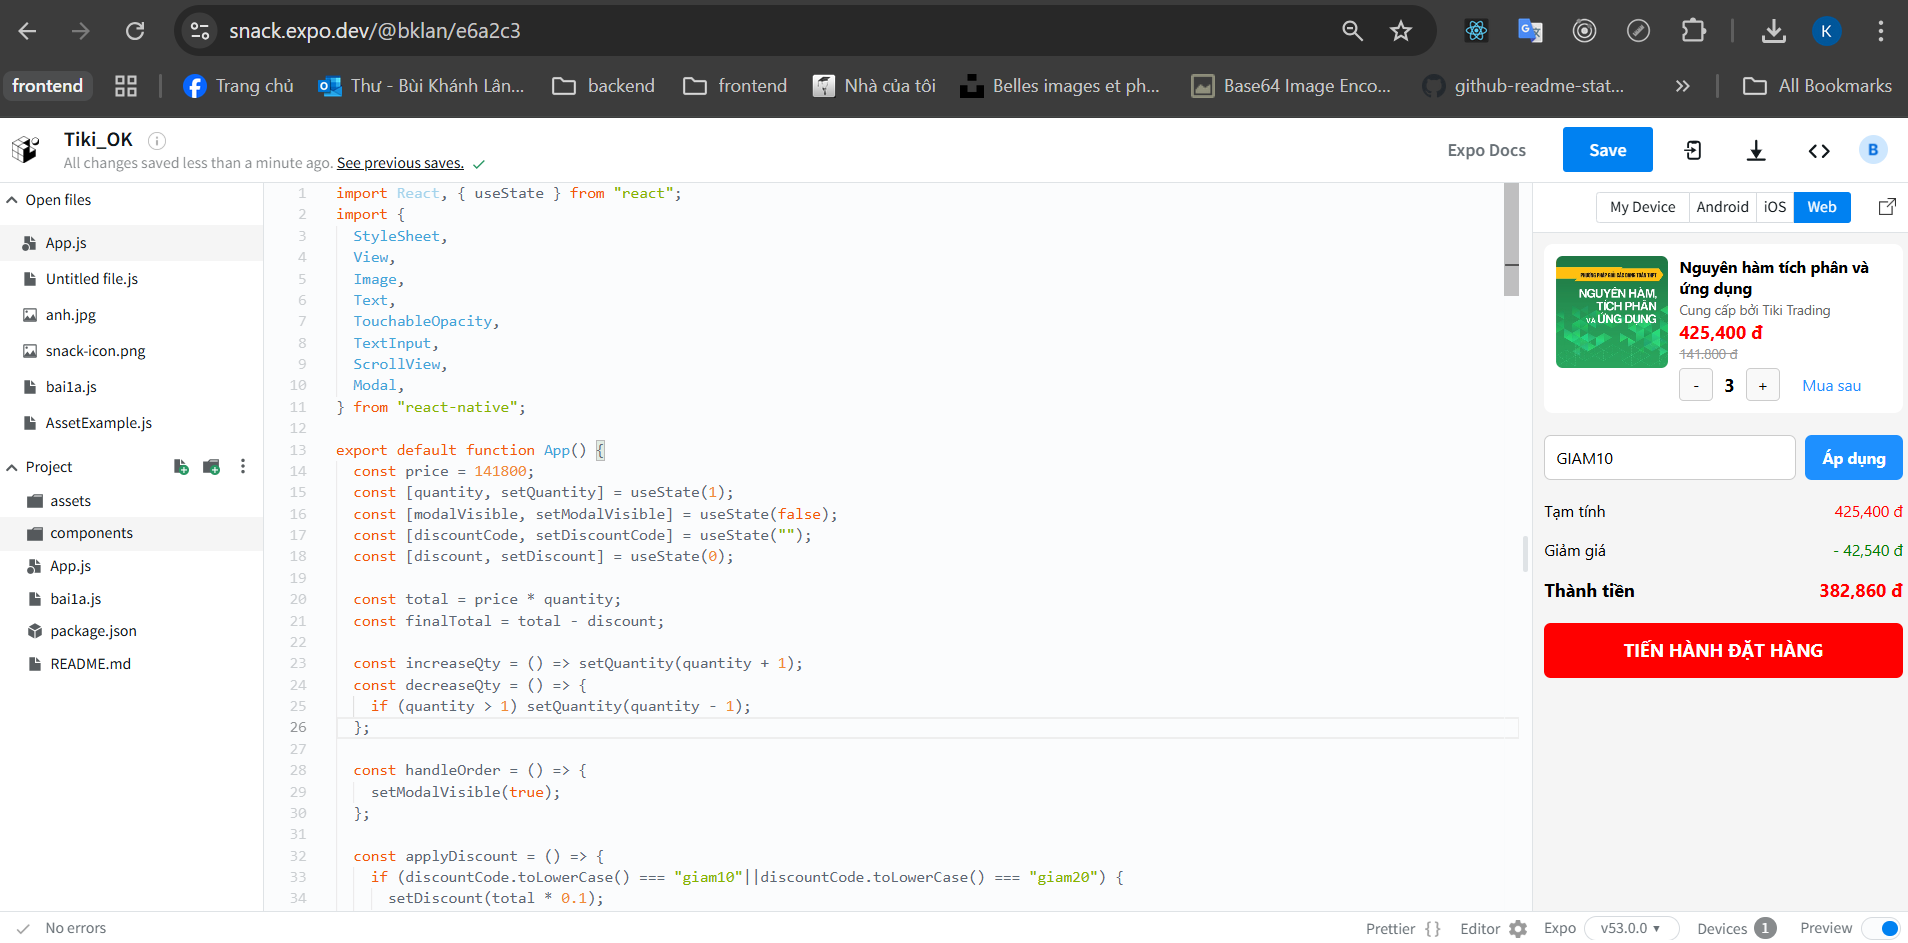 snack.expo.dev/@bklan/e6a2c3
K
frontend
Trang chủ
Thư - Bùi Khánh Lân...
backend
frontend
Nhà của tôi
Belles images et ph...
Base64 Image Enco...
github-readme-stat...
»
All Bookmarks
Tiki_OK
All changes saved less than a minute ago. See previous saves.
Expo Docs
Save
B
Open files
App.js
Untitled file.js
anh.jpg
snack-icon.png
bai1a.js
AssetExample.js
Project
assets
components
App.js
bai1a.js
package.json
README.md
1 import React, { useState } from "react";
2 import {
3 StyleSheet,
4 View,
5 Image,
6 Text,
7 TouchableOpacity,
8 TextInput,
9 ScrollView,
10 Modal,
11 } from "react-native";
12
13 export default function App() {
14 const price = 141800;
15 const [quantity, setQuantity] = useState(1);
16 const [modalVisible, setModalVisible] = useState(false);
17 const [discountCode, setDiscountCode] = useState("");
18 const [discount, setDiscount] = useState(0);
19
20 const total = price * quantity;
21 const finalTotal = total - discount;
22
23 const increaseQty = () => setQuantity(quantity + 1);
24 const decreaseQty = () => {
25 if (quantity > 1) setQuantity(quantity - 1);
26 };
27
28 const handleOrder = () => {
29 setModalVisible(true);
30 };
31
32 const applyDiscount = () => {
33 if (discountCode.toLowerCase() === "giam10"||discountCode.toLowerCase() === "giam20") {
34 setDiscount(total * 0.1);
My Device
Android
iOS
Web
PHƯƠNG PHÁP GIẢI CÁC DẠNG TOÁN THPT
NGUYÊN HÀM,
TÍCH PHÂN
VÀ ỨNG DỤNG
Nguyên hàm tích phân và
ứng dụng
Cung cấp bởi Tiki Trading
425,400 đ
141.800 đ
- 3 + Mua sau
GIAM10
Áp dụng
Tạm tính 425,400 đ
Giảm giá - 42,540 đ
Thành tiền 382,860 đ
TIẾN HÀNH ĐẶT HÀNG
No errors
Prettier {}
Editor
Expo
v53.0.0
Devices 1
Preview